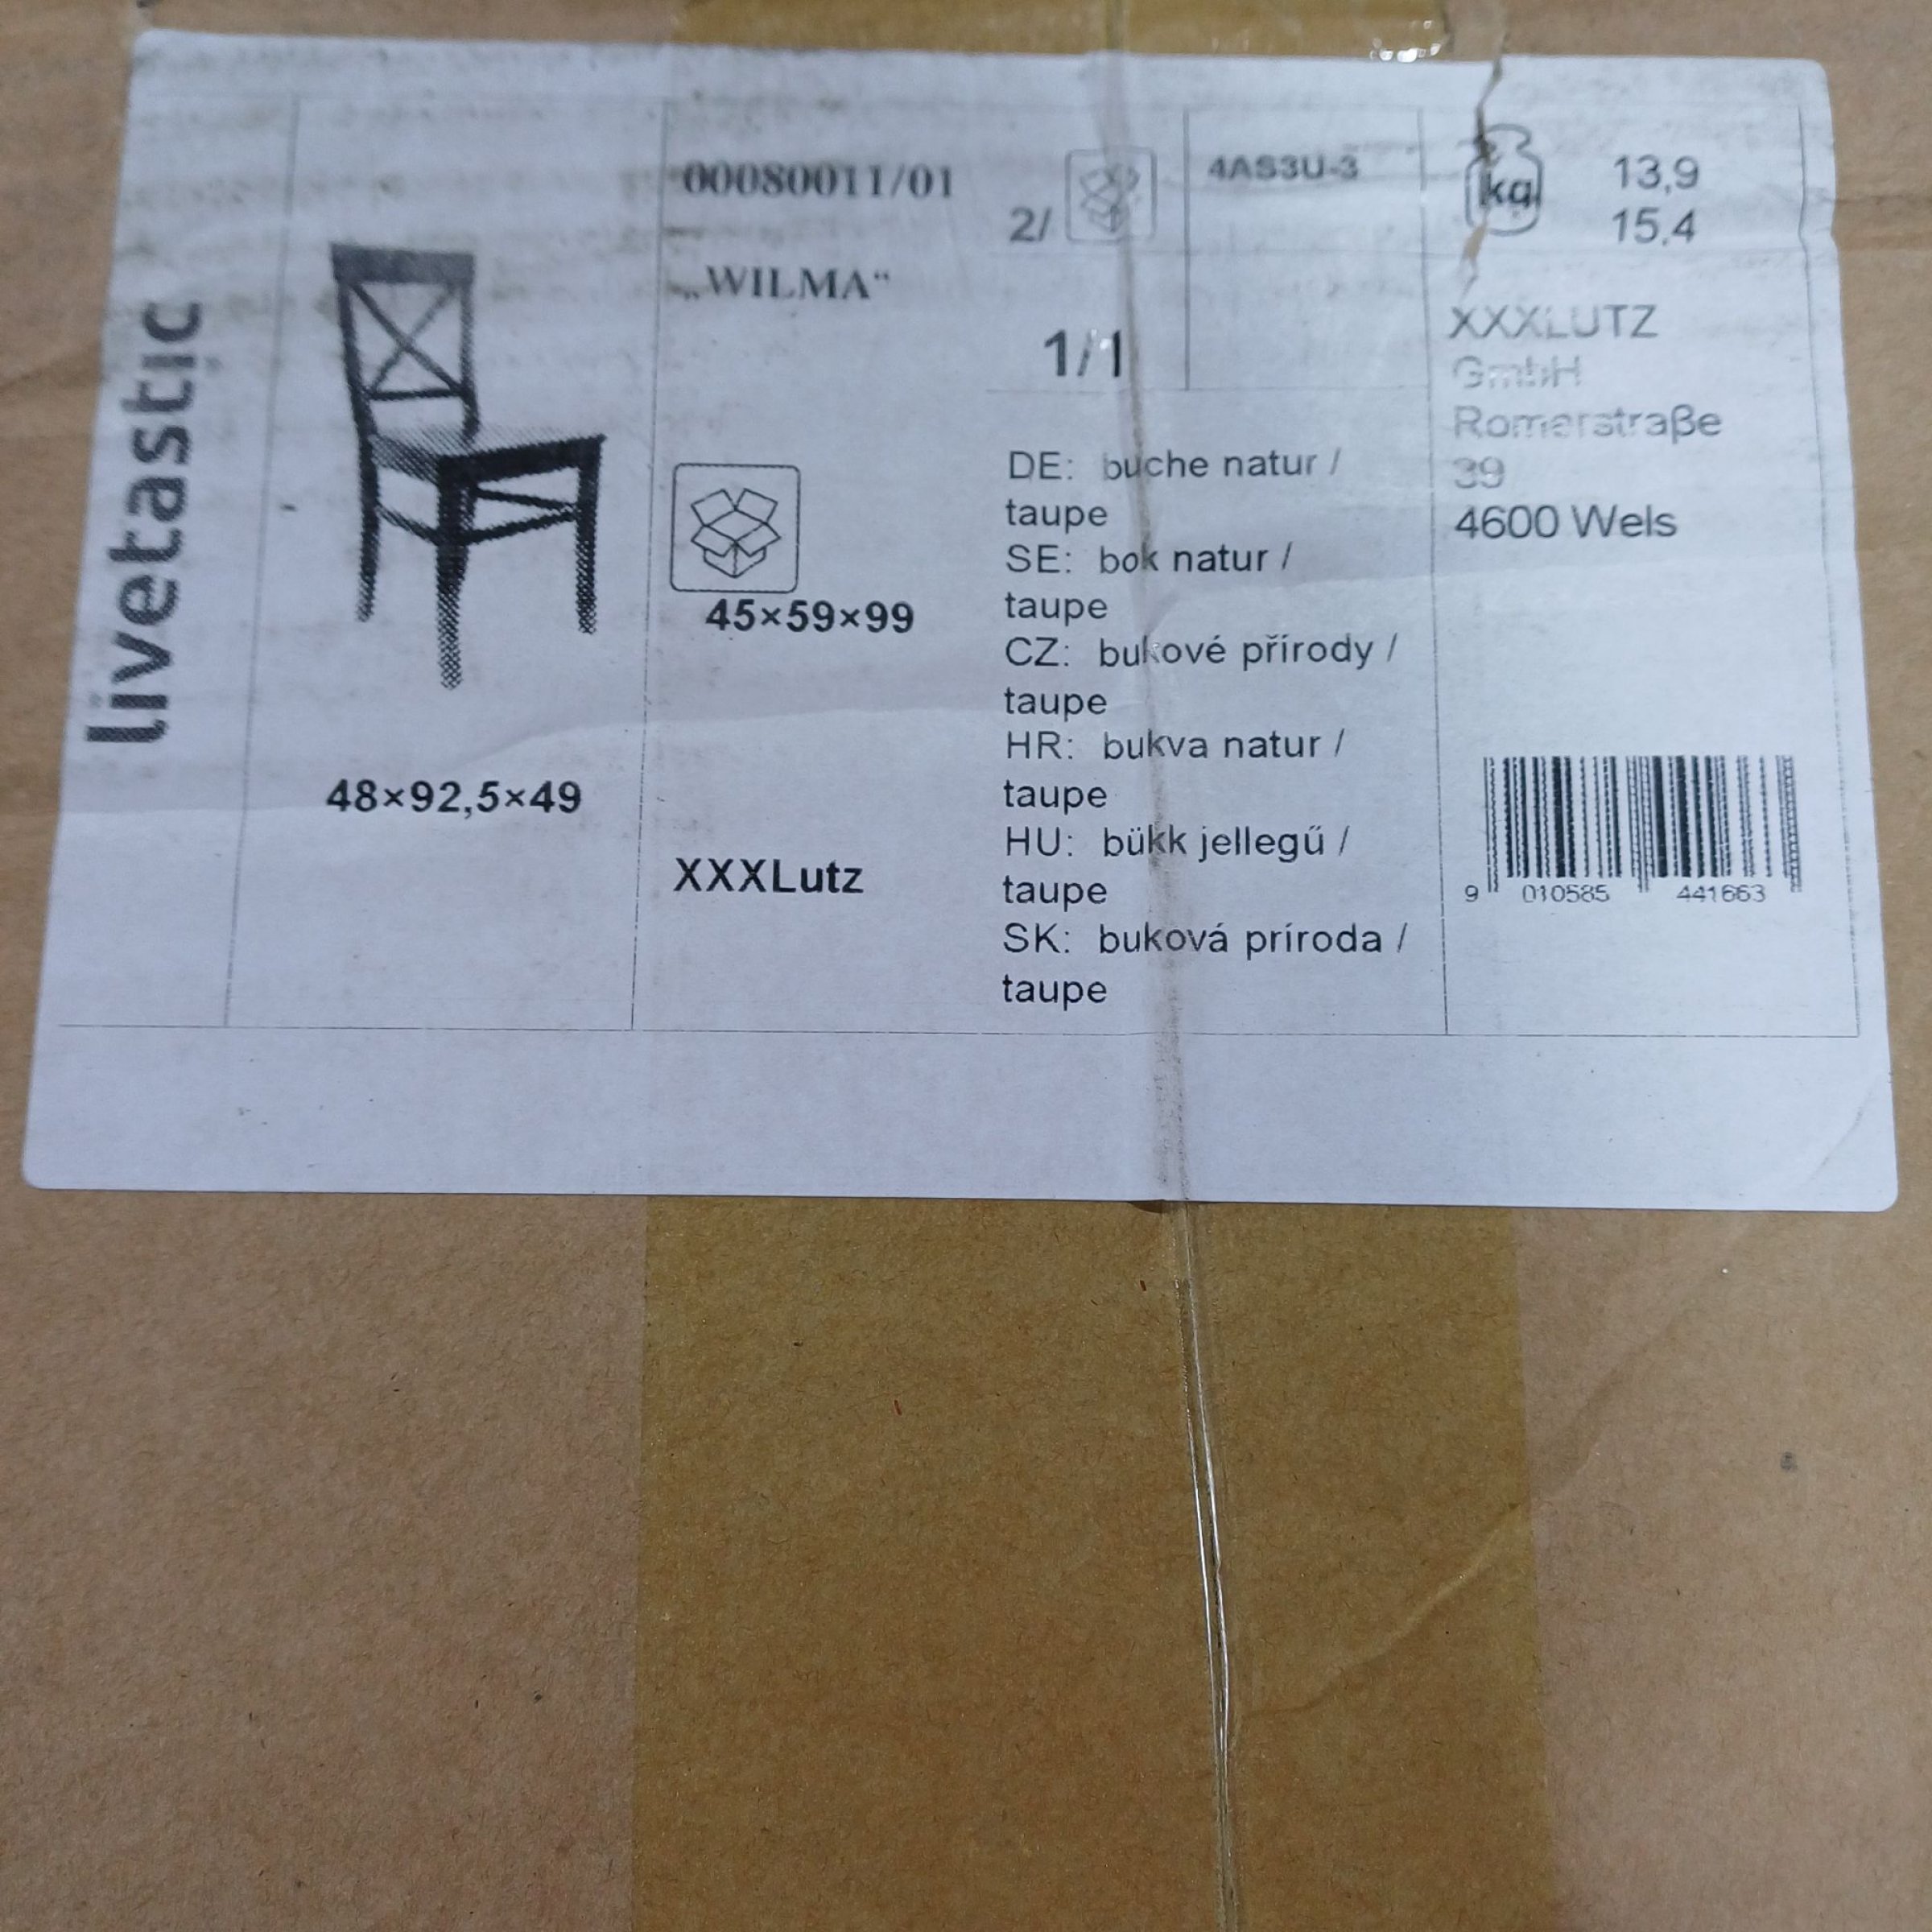 livetastic
48×92,5×49
00080011/01
„WILMA“
45×59×99
XXXLutz
2/
1/1
4AS3U-3
DE: buche natur /
taupe
SE: bok natur /
taupe
CZ: bukové přírody /
taupe
HR: bukva natur /
taupe
HU: bükk jellegű /
taupe
SK: buková príroda /
taupe
kg
13,9
15,4
XXXLUTZ
GmbH
Romerstraße
39
4600 Wels
9 010585 441663